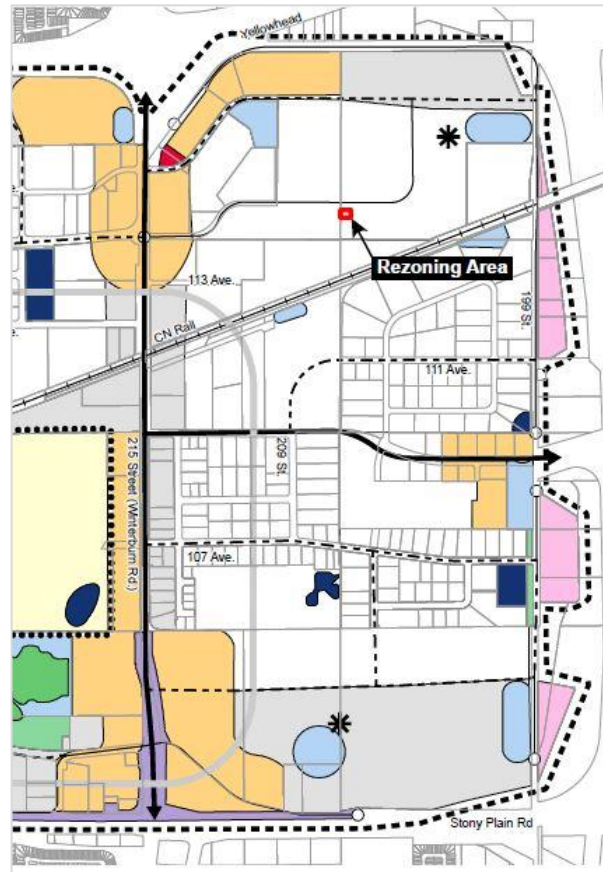 Yellowhead
Rezoning Area
113 Ave.
CN Rail
199 St.
111 Ave.
215 Street (Winterburn Rd.)
209 St.
107 Ave.
Stony Plain Rd